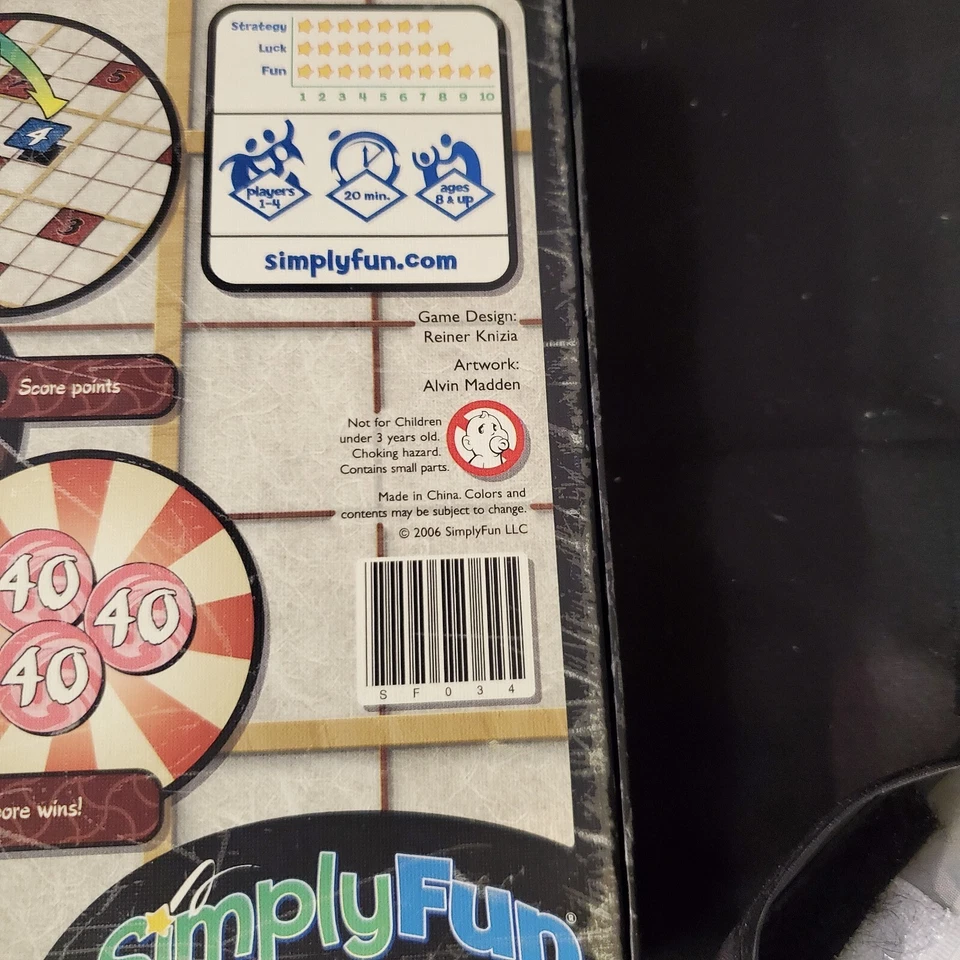 Strategy
Luck
Fun
1 2 3 4 5 6 7 8 9 10
5
4
3
players
1-4
20 min.
ages
8 & up
simplyfun.com
Game Design:
Reiner Knizia
Artwork:
Alvin Madden
Score points
Not for Children
under 3 years old.
Choking hazard.
Contains small parts.
Made in China. Colors and
contents may be subject to change.
© 2006 SimplyFun LLC
40
40
40
S F 0 3 4
wins!
SimplyFun®